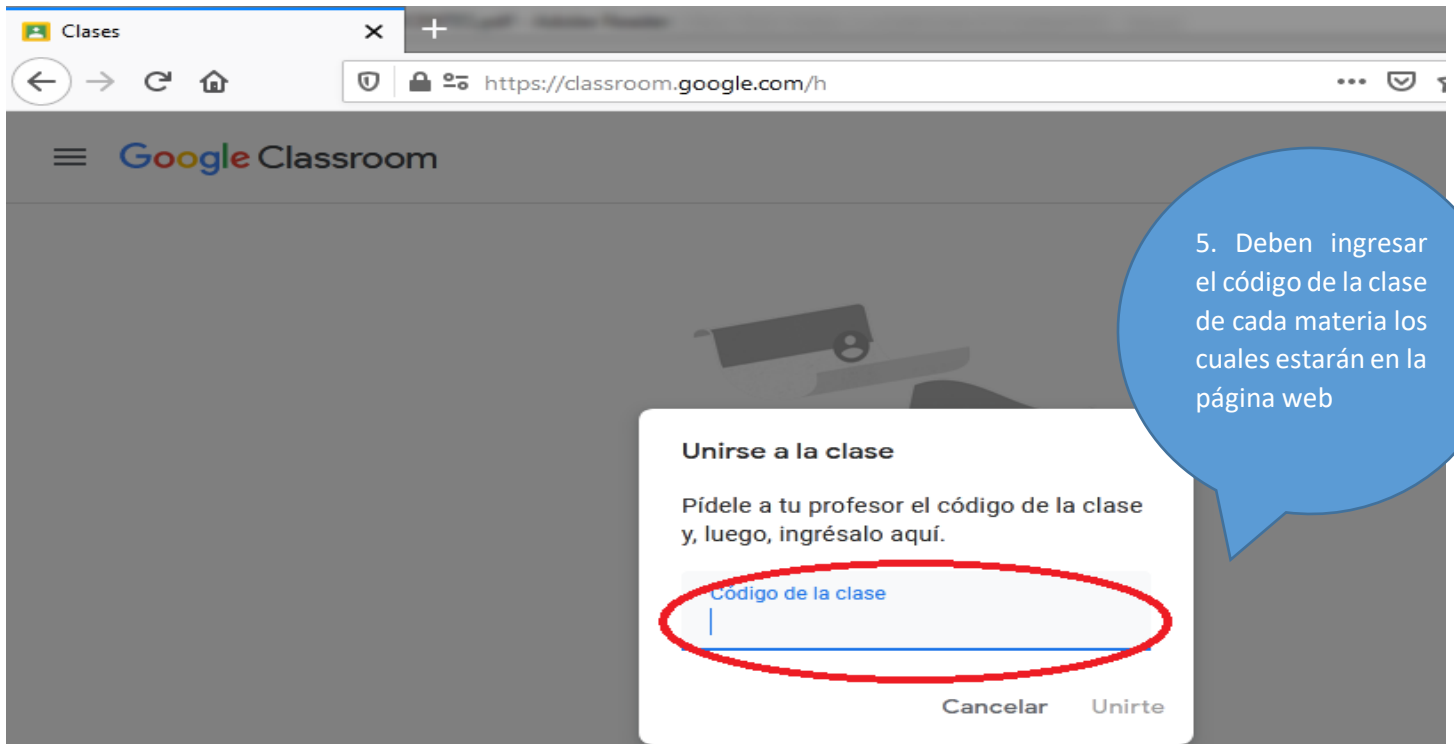 Clases
https://classroom.google.com/h
Google Classroom
5. Deben ingresar
el código de la clase
de cada materia los
cuales estarán en la
página web
Unirse a la clase
Pídele a tu profesor el código de la clase
y, luego, ingrésalo aquí.
Código de la clase
Cancelar Unirte